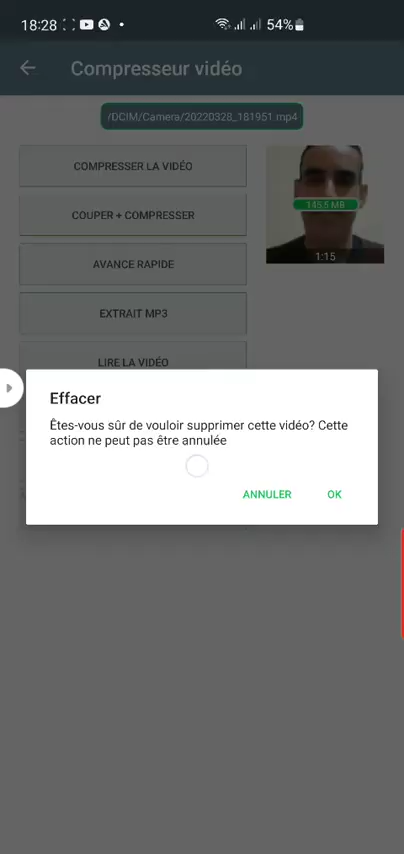 18:28
54%
Compresseur vidéo
/DCIM/Camera/20220328_181951.mp4
COMPRESSER LA VIDÉO
COUPER + COMPRESSER
AVANCE RAPIDE
EXTRAIT MP3
LIRE LA VIDÉO
145,5 MB
1:15
Effacer
Êtes-vous sûr de vouloir supprimer cette vidéo? Cette
action ne peut pas être annulée
ANNULER
OK